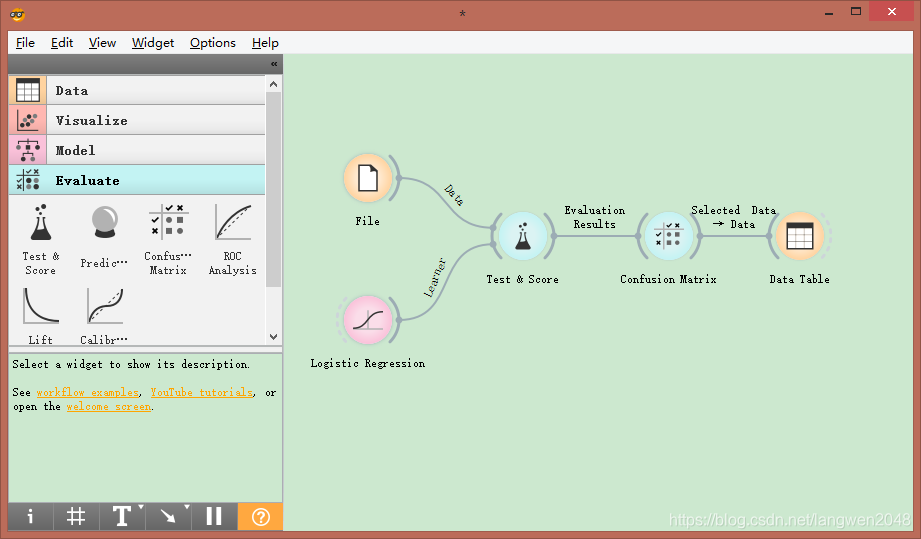 *
File Edit View Widget Options Help
«
Data
Visualize
Model
Evaluate
Test &
Score
Predic···
Confus···
Matrix
ROC
Analysis
Lift
Calibr···
Select a widget to show its description.
See workflow examples, YouTube tutorials, or
open the welcome screen.
i
T
?
File
Data
Learner
Logistic Regression
Test & Score
Evaluation
Results
Confusion Matrix
Selected Data
→ Data
Data Table
https://blog.csdn.net/langwen2048